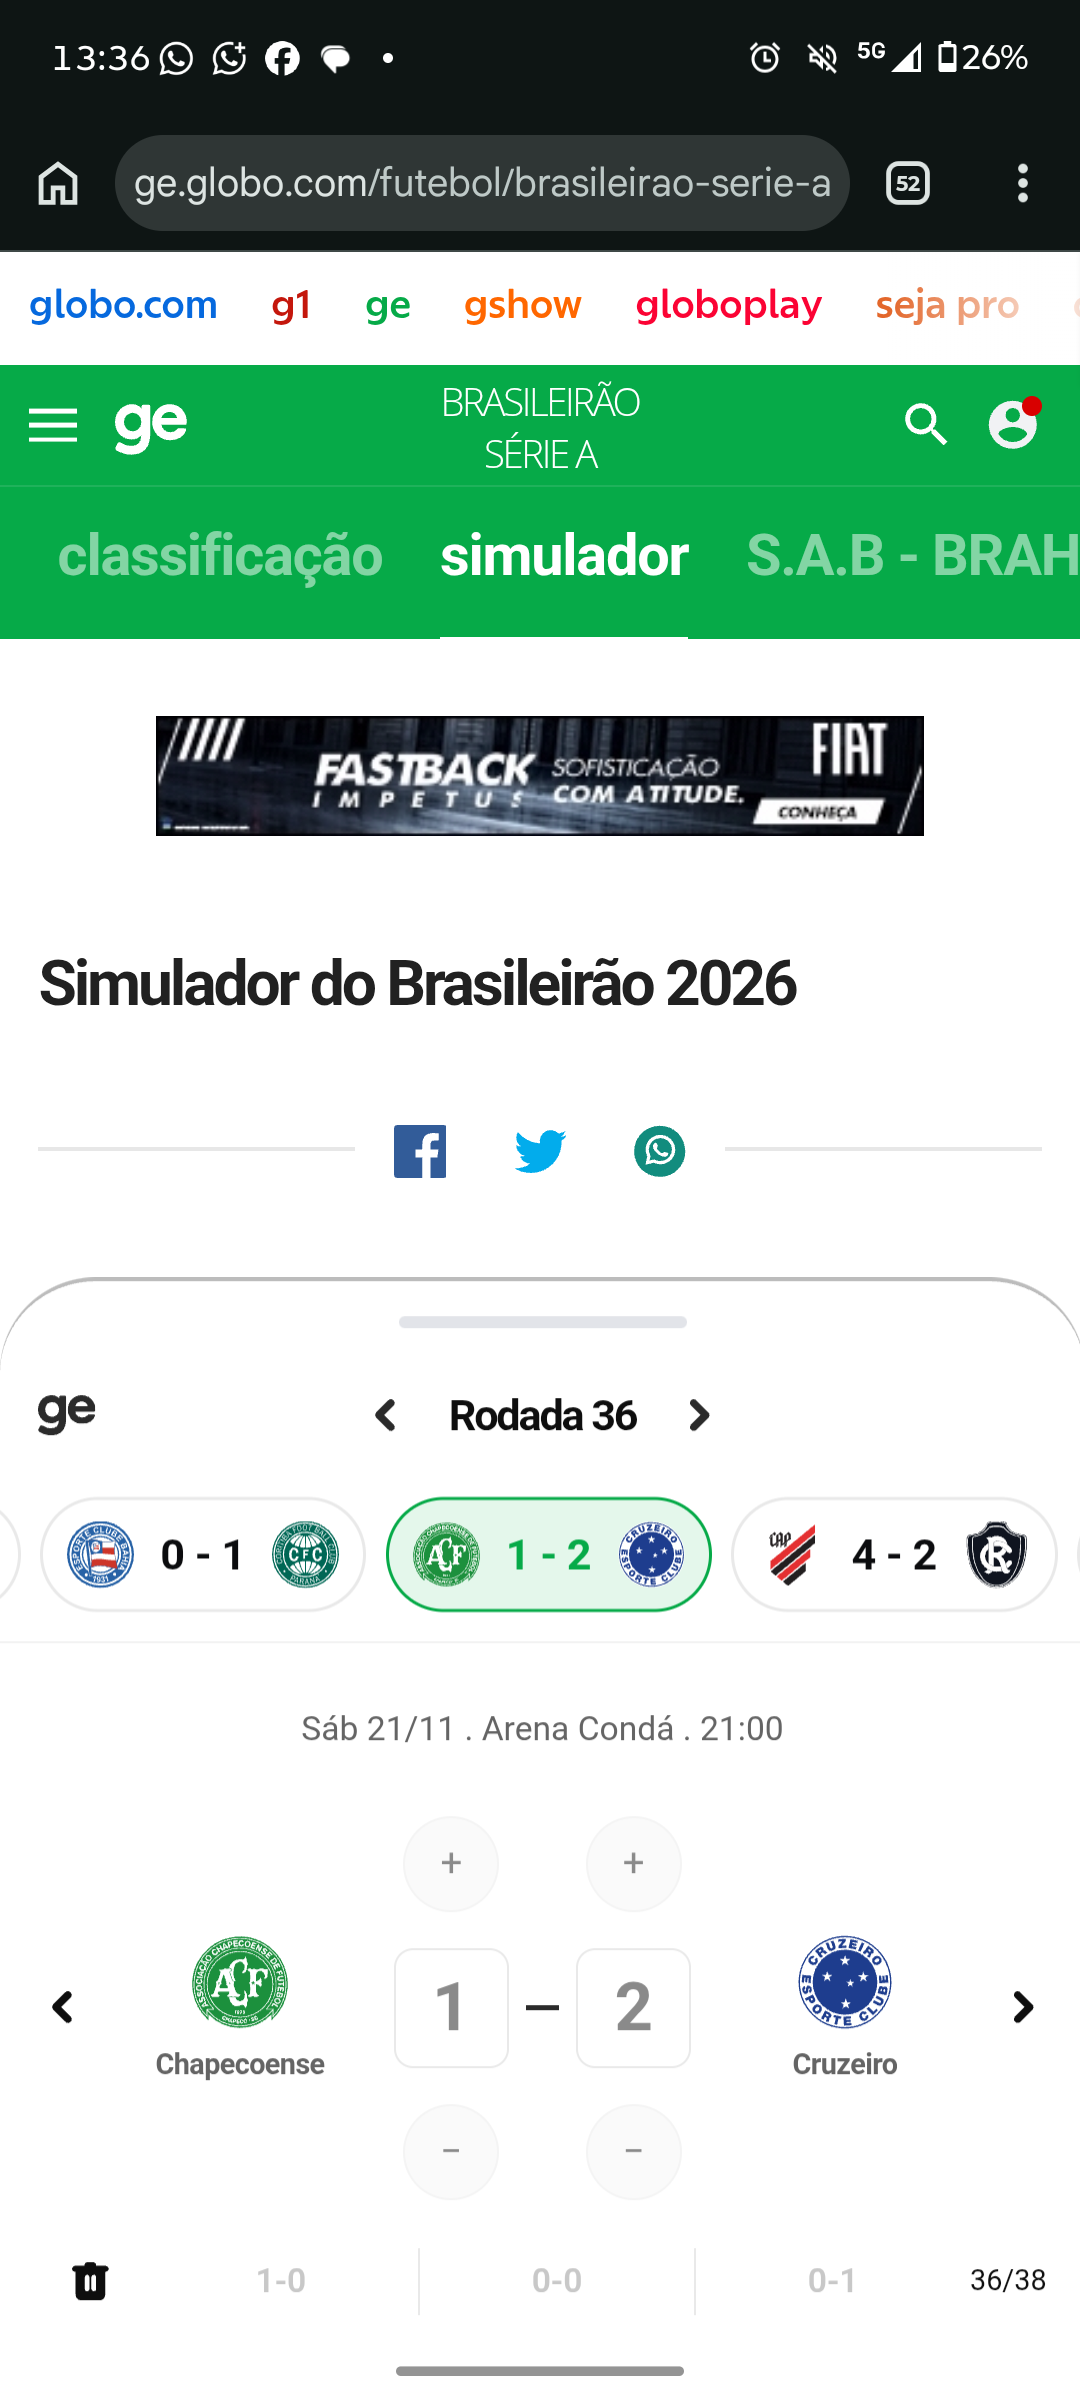 13:36
5G 26%
ge.globo.com/futebol/brasileirao-serie-a
52
globo.com g1 ge gshow globoplay seja pro
ge
BRASILEIRÃO
SÉRIE A
classificação simulador S.A.B - BRAH
FASTBACK
IMPETUS
SOFISTICAÇÃO
COM ATITUDE.
FIAT
CONHEÇA
Simulador do Brasileirão 2026
ge
Rodada 36
0 - 1
1 - 2
4 - 2
Sáb 21/11 . Arena Condá . 21:00
+ +
1 – 2
Chapecoense
Cruzeiro
− −
1-0 0-0 0-1 36/38